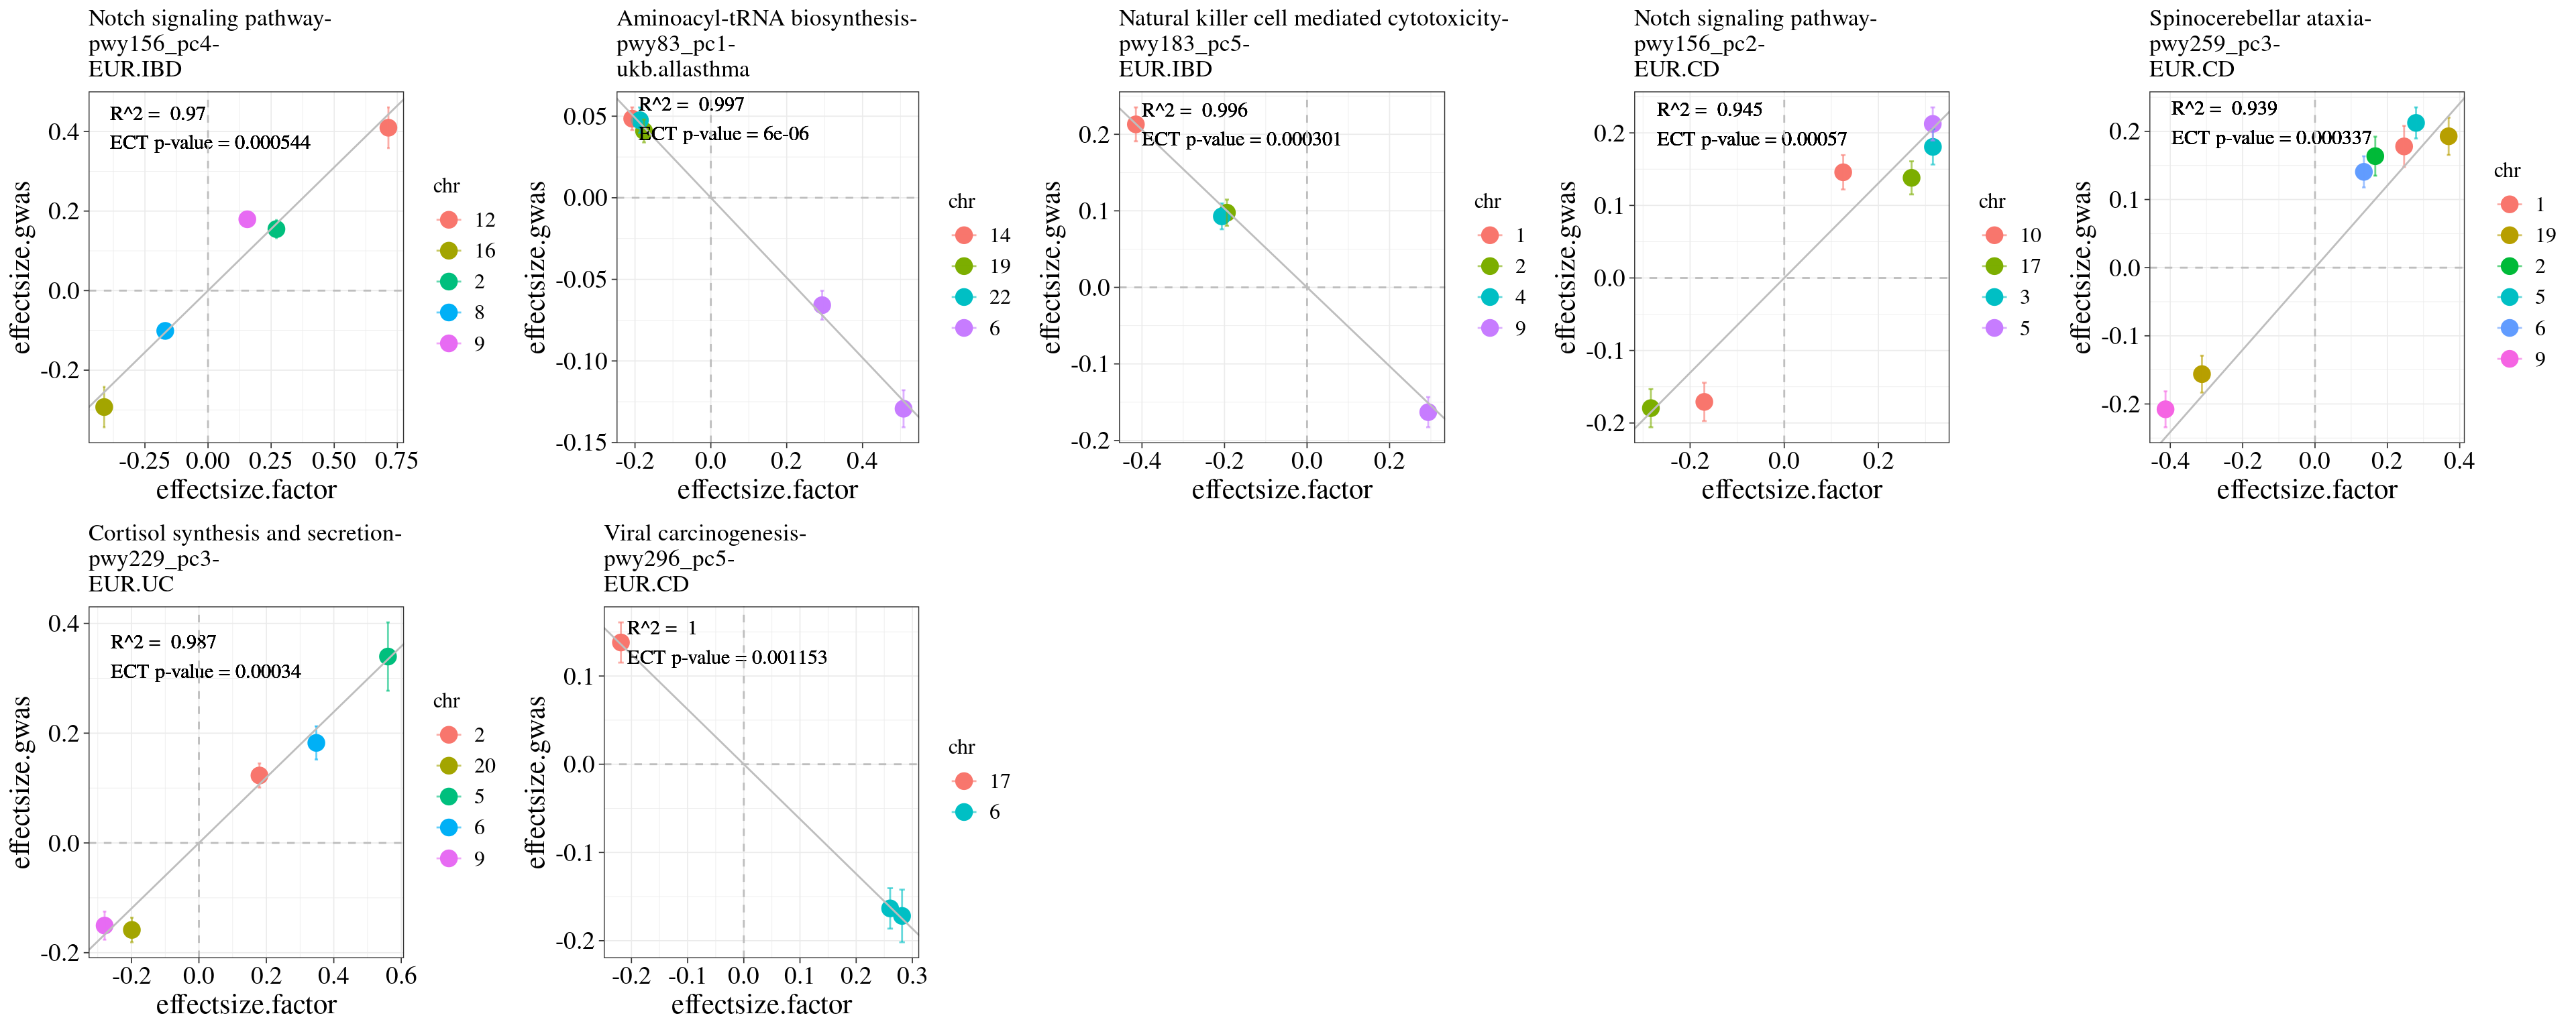 Notch signaling pathway-
pwy156_pc4-
EUR.IBD
R^2 = 0.97
ECT p-value = 0.000544
0.4
0.2
0.0
-0.2
-0.25 0.00 0.25 0.50 0.75
effectsize.factor
effectsize.gwas
chr
12
16
2
8
9
Aminoacyl-tRNA biosynthesis-
pwy83_pc1-
ukb.allasthma
R^2 = 0.997
ECT p-value = 6e-06
0.05
0.00
-0.05
-0.10
-0.15
-0.2 0.0 0.2 0.4
effectsize.factor
effectsize.gwas
chr
14
19
22
6
Natural killer cell mediated cytotoxicity-
pwy183_pc5-
EUR.IBD
R^2 = 0.996
ECT p-value = 0.000301
0.2
0.1
0.0
-0.1
-0.2
-0.4 -0.2 0.0 0.2
effectsize.factor
effectsize.gwas
chr
1
2
4
9
Notch signaling pathway-
pwy156_pc2-
EUR.CD
R^2 = 0.945
ECT p-value = 0.00057
0.2
0.1
0.0
-0.1
-0.2
-0.2 0.0 0.2
effectsize.factor
effectsize.gwas
chr
10
17
3
5
Spinocerebellar ataxia-
pwy259_pc3-
EUR.CD
R^2 = 0.939
ECT p-value = 0.000337
0.2
0.1
0.0
-0.1
-0.2
-0.4 -0.2 0.0 0.2 0.4
effectsize.factor
effectsize.gwas
chr
1
19
2
5
6
9
Cortisol synthesis and secretion-
pwy229_pc3-
EUR.UC
R^2 = 0.987
ECT p-value = 0.00034
0.4
0.2
0.0
-0.2
-0.2 0.0 0.2 0.4 0.6
effectsize.factor
effectsize.gwas
chr
2
20
5
6
9
Viral carcinogenesis-
pwy296_pc5-
EUR.CD
R^2 = 1
ECT p-value = 0.001153
0.1
0.0
-0.1
-0.2
-0.2 -0.1 0.0 0.1 0.2 0.3
effectsize.factor
effectsize.gwas
chr
17
6